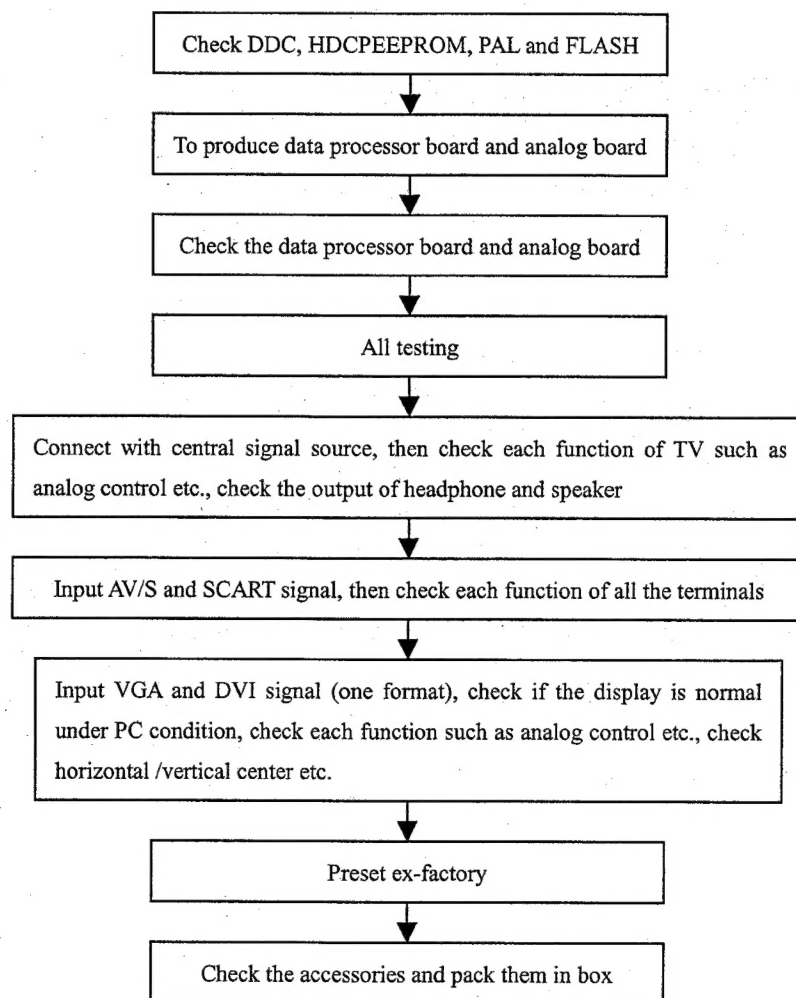 Check DDC, HDCPEEPROM, PAL and FLASH
To produce data processor board and analog board
Check the data processor board and analog board
All testing
Connect with central signal source, then check each function of TV such as
analog control etc., check the output of headphone and speaker
Input AV/S and SCART signal, then check each function of all the terminals
Input VGA and DVI signal (one format), check if the display is normal
under PC condition, check each function such as analog control etc., check
horizontal /vertical center etc.
Preset ex-factory
Check the accessories and pack them in box